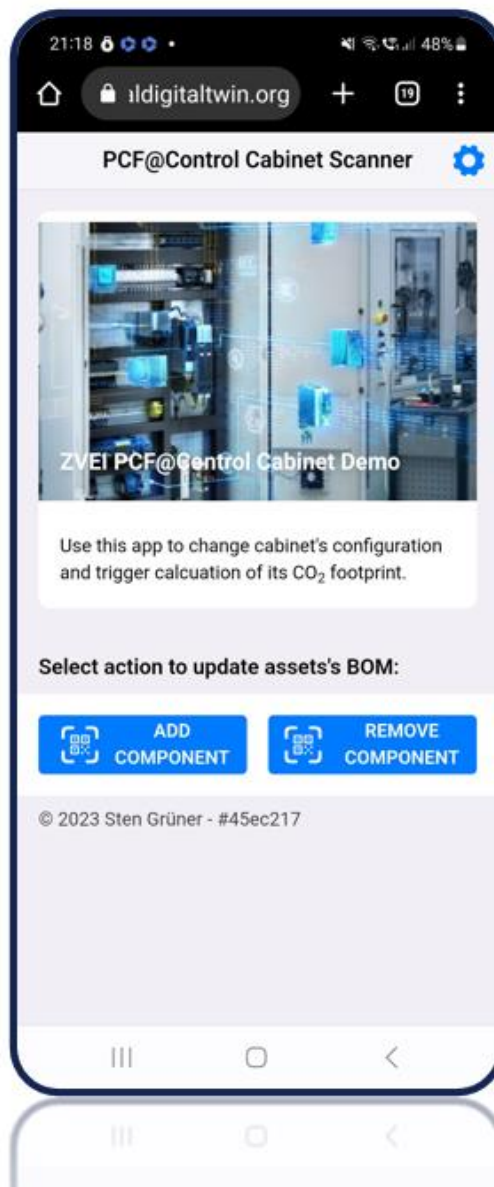 21:18
48%
aldigitaltwin.org
19
PCF@Control Cabinet Scanner
ZVEI PCF@Control Cabinet Demo
Use this app to change cabinet's configuration
and trigger calcuation of its CO₂ footprint.
Select action to update assets's BOM:
ADD
COMPONENT
REMOVE
COMPONENT
© 2023 Sten Grüner - #45ec217